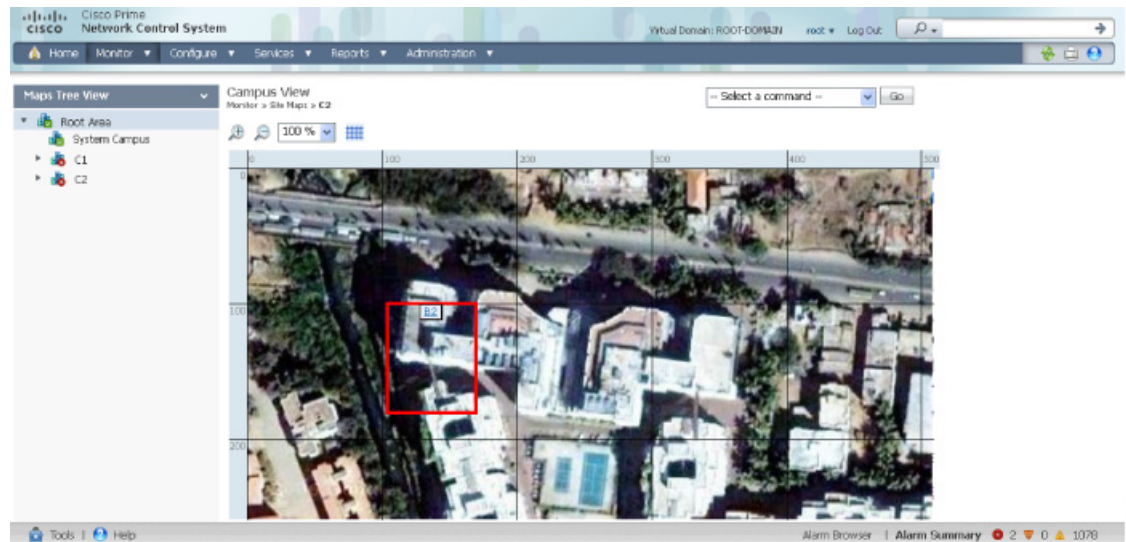 Cisco Prime
CISCO Network Control System
Virtual Domain: ROOT-DOMAIN root Log Out
Home Monitor Configure Services Reports Administration
Maps Tree View
Root Area
System Campus
C1
C2
Campus View
Monitor > Site Maps > C2
-- Select a command -- Go
100 %
0 100 200 300 400 500
0
100
B2
200
Tools | Help
Alarm Browser | Alarm Summary 2 0 1078